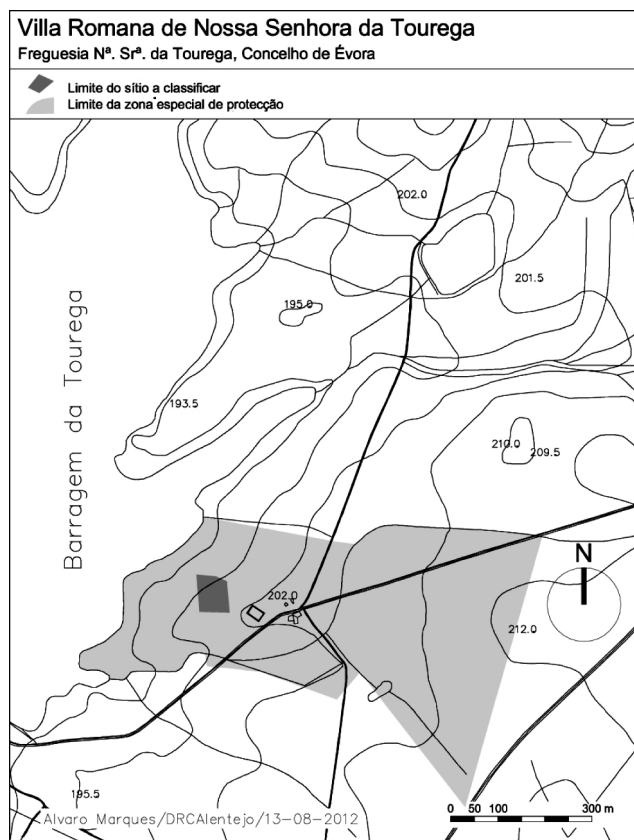 Villa Romana de Nossa Senhora da Tourega
Freguesia Nª. Srª. da Tourega, Concelho de Évora
Limite do sítio a classificar
Limite da zona especial de protecção
202.0
201.5
195.0
Barragem da Tourega
193.5
210.0
209.5
N
202.0
212.0
195.5
Alvaro Marques/DRCAlentejo/13-08-2012
0 50 100 300 m